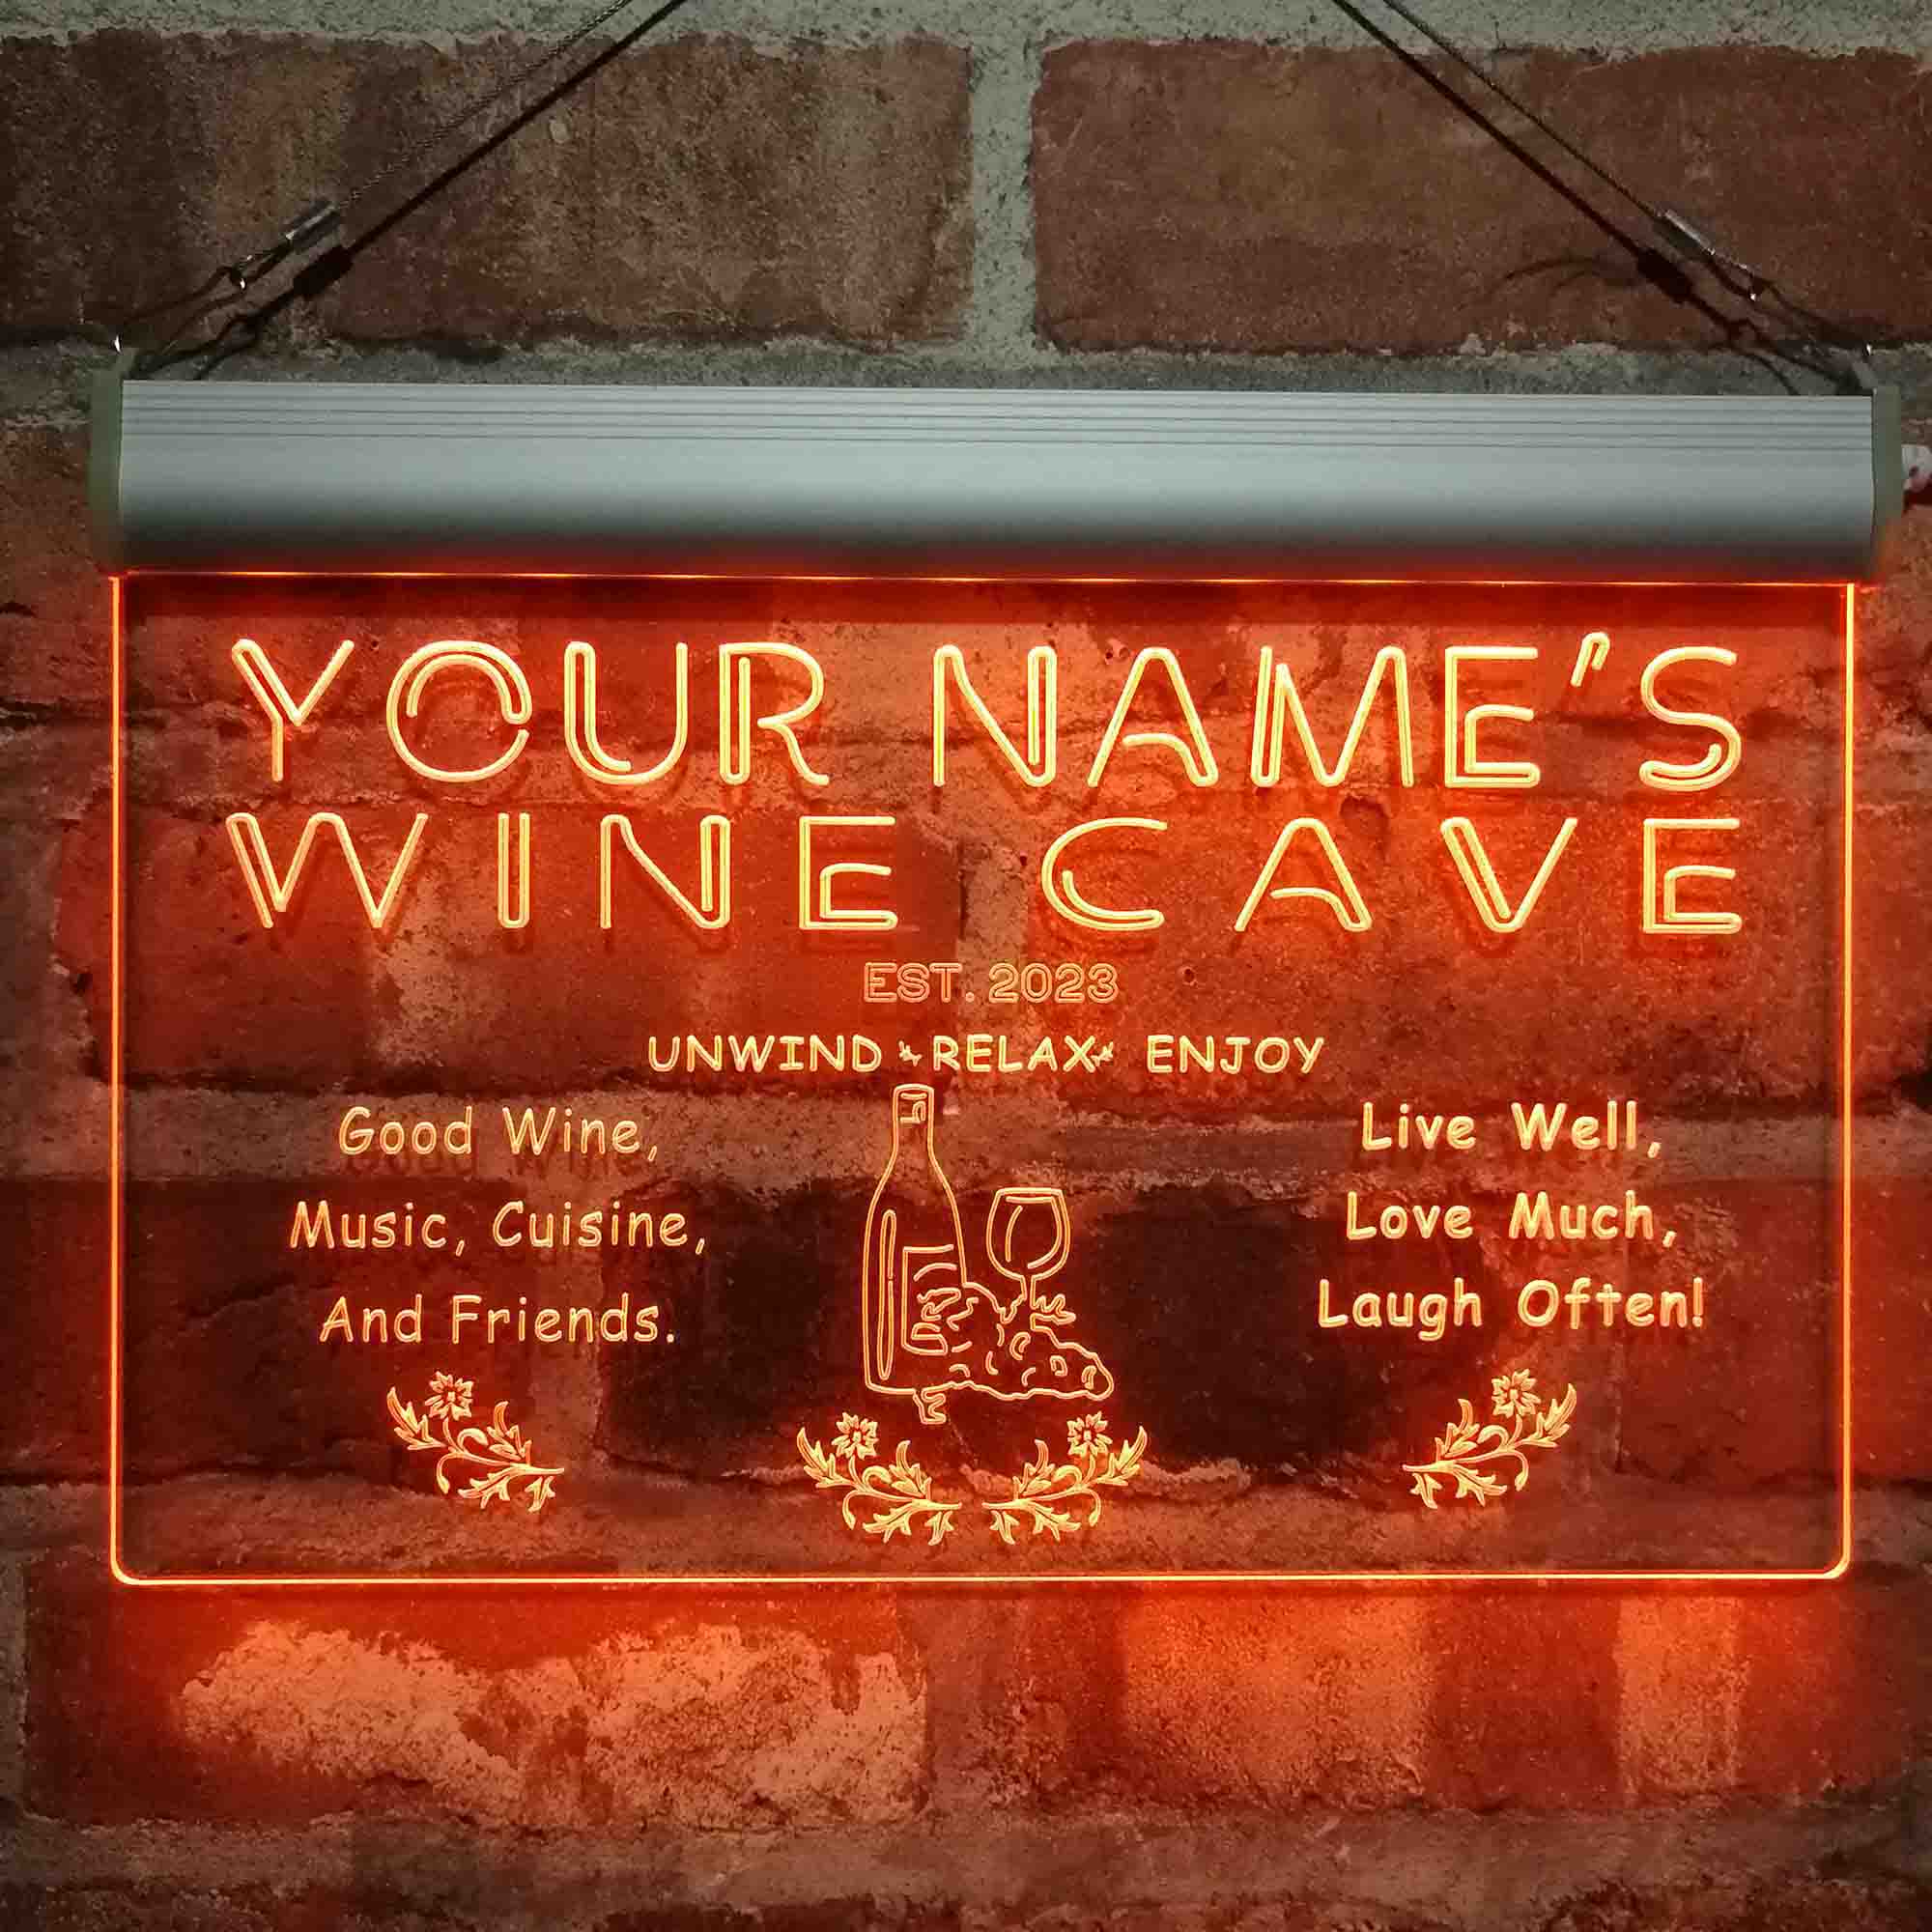 YOUR NAME'S
WINE CAVE
EST. 2023
UNWIND RELAX ENJOY
Good Wine,
Music, Cuisine,
And Friends.
Live Well,
Love Much,
Laugh Often!